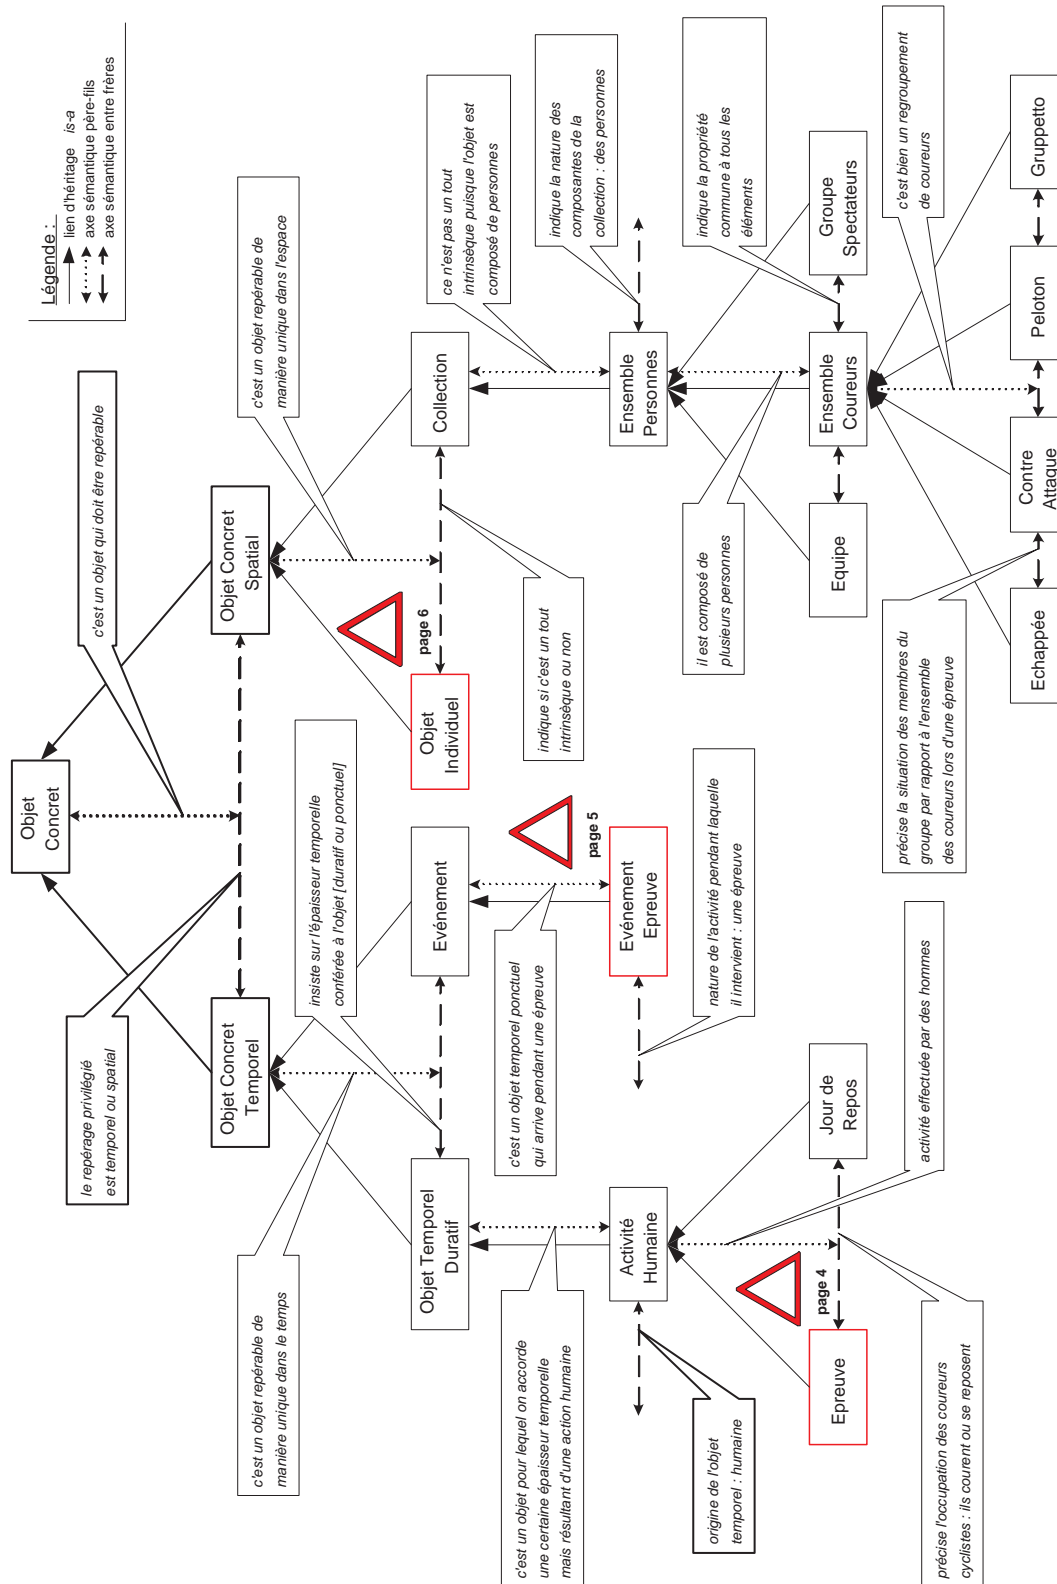 Légende :
lien d'héritage is-a
axe sémantique père-fils
axe sémantique entre frères
Objet
Concret
c'est un objet qui doit être repérable
le repérage privilégié
est temporel ou spatial
Objet Concret
Temporel
Objet Concret
Spatial
c'est un objet repérable de
manière unique dans le temps
insiste sur l'épaisseur temporelle
conférée à l'objet [duratif ou ponctuel]
c'est un objet repérable de
manière unique dans l'espace
Objet Temporel
Duratif
Evénement
Objet
Individuel
page 6
Collection
c'est un objet pour lequel on accorde
une certaine épaisseur temporelle
mais résultant d'une action humaine
c'est un objet temporel ponctuel
qui arrive pendant une épreuve
page 5
indique si c'est un tout
intrinsèque ou non
ce n'est pas un tout
intrinsèque puisque l'objet est
composé de personnes
Activité
Humaine
Evénement
Epreuve
Ensemble
Personnes
indique la nature des
composantes de la
collection : des personnes
origine de l'objet
temporel : humaine
nature de l'activité pendant laquelle
il intervient : une épreuve
il est composé de
plusieurs personnes
indique la propriété
commune à tous les
éléments
page 4
Epreuve
Jour de
Repos
Equipe
Ensemble
Coureurs
Groupe
Spectateurs
précise l'occupation des coureurs
cyclistes : ils courent ou se reposent
activité effectuée par des hommes
précise la situation des membres du
groupe par rapport à l'ensemble
des coureurs lors d'une épreuve
c'est bien un regroupement
de coureurs
Echappée
Contre
Attaque
Peloton
Gruppetto